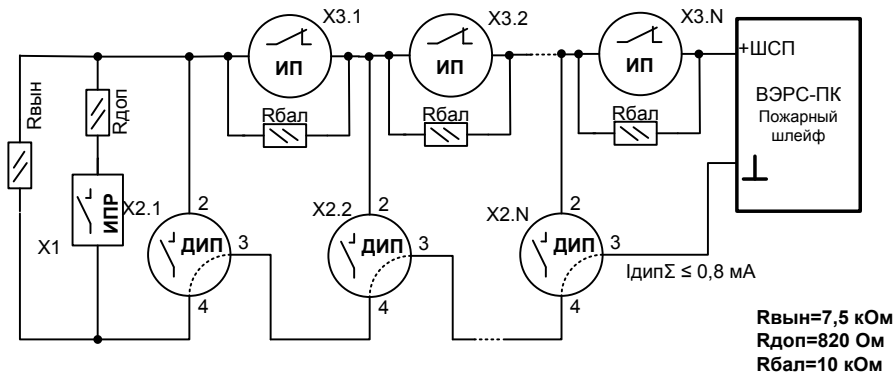 X3.1
X3.2
X3.N
ИП
ИП
ИП
+ШСП
ВЭРС-ПК
Пожарный
шлейф
Rвын
Rдоп
Rбал
Rбал
Rбал
ИПР
X2.1
X1
2
ДИП
3
4
X2.2
2
ДИП
3
4
X2.N
2
ДИП
3
4
IдипΣ ≤ 0,8 мА
Rвын=7,5 кОм
Rдоп=820 Ом
Rбал=10 кОм